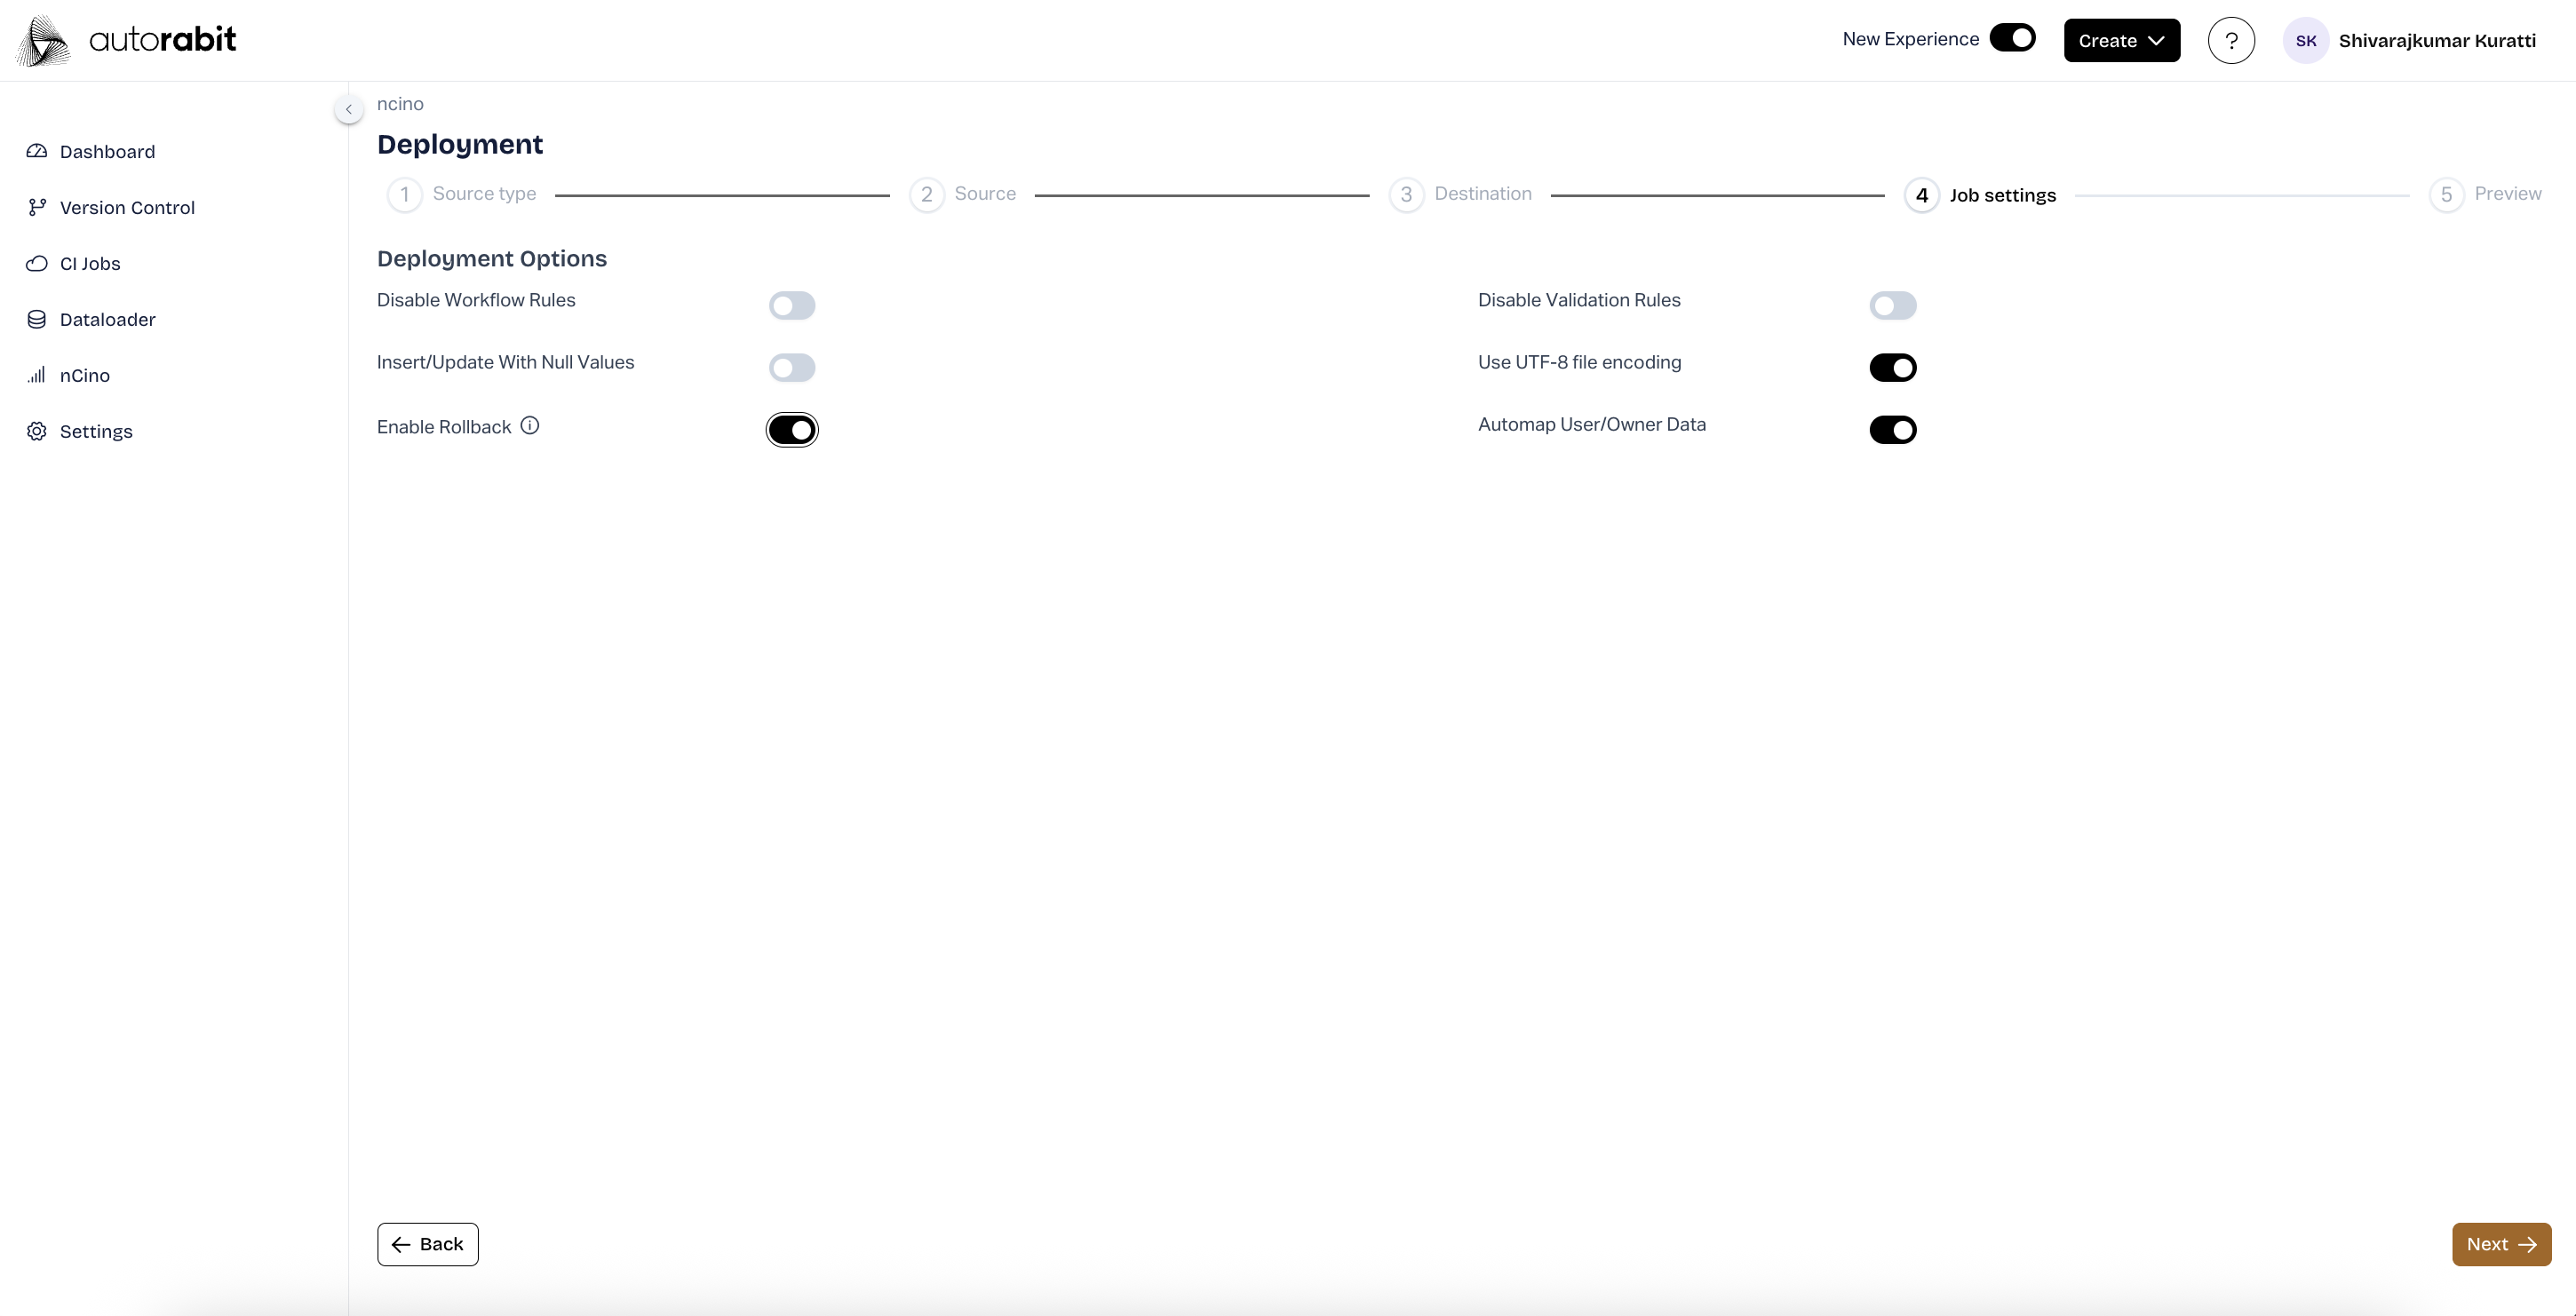 autorabit
New Experience
Create
?
SK
Shivarajkumar Kuratti
Dashboard
Version Control
CI Jobs
Dataloader
nCino
Settings
ncino
Deployment
1 Source type
2 Source
3 Destination
4 Job settings
5 Preview
Deployment Options
Disable Workflow Rules
Disable Validation Rules
Insert/Update With Null Values
Use UTF-8 file encoding
Enable Rollback
Automap User/Owner Data
Back
Next